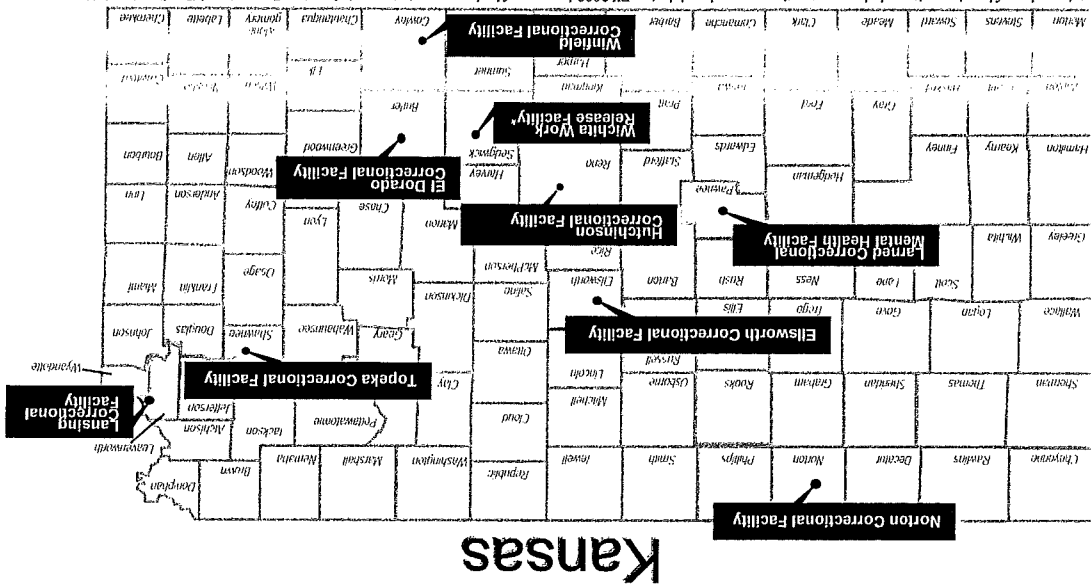 Kansas
Norton Correctional Facility
Cheyenne
Rawlins
Decatur
Norton
Phillips
Smith
Jewell
Republic
Washington
Marshall
Nemaha
Brown
Doniphan
Sherman
Thomas
Sheridan
Graham
Rooks
Osborne
Mitchell
Cloud
Clay
Pottawatomie
Jackson
Atchison
Jefferson
Leavenworth
Wyandotte
Lansing
Correctional
Facility
Topeka Correctional Facility
Lincoln
Ottawa
Russell
Ellsworth Correctional Facility
Wallace
Logan
Gove
Trego
Ellis
Ellsworth
Saline
Dickinson
Geary
Morris
Wabaunsee
Shawnee
Douglas
Johnson
Osage
Franklin
Miami
Greeley
Wichita
Scott
Lane
Ness
Rush
Barton
Rice
McPherson
Marion
Chase
Lyon
Coffey
Anderson
Linn
Larned Correctional
Mental Health Facility
Pawnee
Hutchinson
Correctional Facility
El Dorado
Correctional Facility
Hamilton
Kearny
Finney
Hodgeman
Edwards
Stafford
Reno
Harvey
Sedgwick
Wichita Work
Release Facility*
Butler
Greenwood
Woodson
Allen
Bourbon
Gray
Ford
Pratt
Kingman
Harper
Sumner
Winfield
Correctional Facility
Cowley
Elk
Morton
Stevens
Seward
Meade
Clark
Comanche
Barber
Chautauqua
Labette
Cherokee